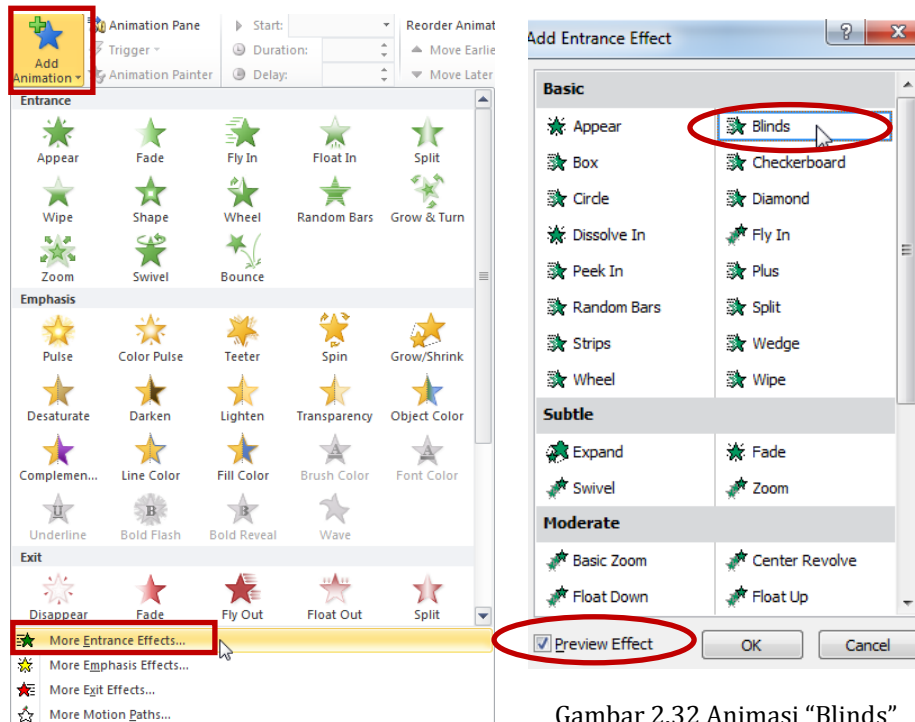 Add
Animation
Animation Pane
Trigger
Animation Painter
Start:
Duration:
Delay:
Reorder Animat
Move Earlie
Move Later
Entrance
Appear Fade Fly In Float In Split
Wipe Shape Wheel Random Bars Grow & Turn
Zoom Swivel Bounce
Emphasis
Pulse Color Pulse Teeter Spin Grow/Shrink
Desaturate Darken Lighten Transparency Object Color
Complemen... Line Color Fill Color Brush Color Font Color
Underline Bold Flash Bold Reveal Wave
Exit
Disappear Fade Fly Out Float Out Split
More Entrance Effects...
More Emphasis Effects...
More Exit Effects...
More Motion Paths...
Add Entrance Effect
Basic
Appear Blinds
Box Checkerboard
Circle Diamond
Dissolve In Fly In
Peek In Plus
Random Bars Split
Strips Wedge
Wheel Wipe
Subtle
Expand Fade
Swivel Zoom
Moderate
Basic Zoom Center Revolve
Float Down Float Up
Preview Effect OK Cancel
Gambar 2.32 Animasi “Blinds”